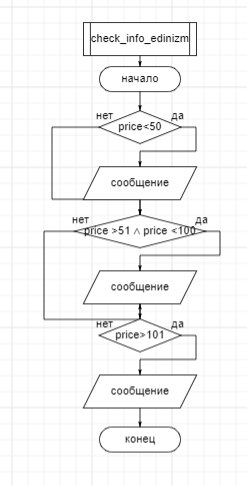 check_info_edinizm
начало
нет да
price<50
сообщение
нет да
price >51 ∧ price <100
сообщение
нет да
price>101
сообщение
конец